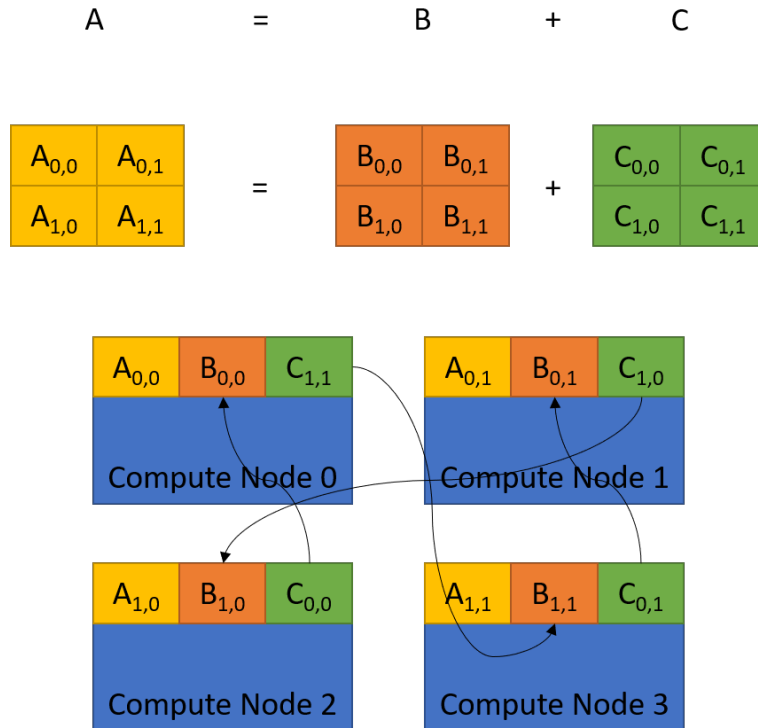 A = B + C
A0,0 A0,1 B0,0 B0,1 C0,0 C0,1
= +
A1,0 A1,1 B1,0 B1,1 C1,0 C1,1
A0,0 B0,0 C1,1 A0,1 B0,1 C1,0
Compute Node 0 Compute Node 1
A1,0 B1,0 C0,0 A1,1 B1,1 C0,1
Compute Node 2 Compute Node 3